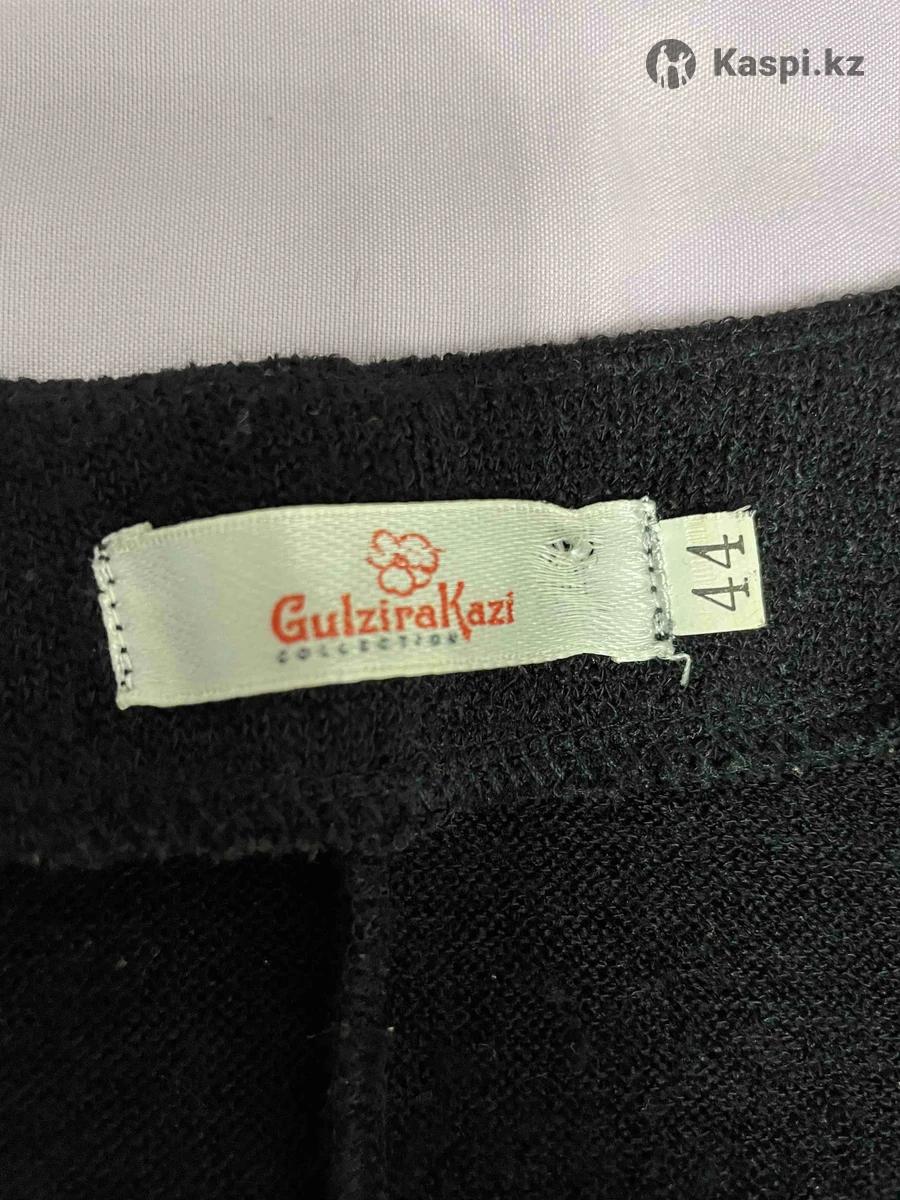 Kaspi.kz
GulziraKazi
COLLECTION
44